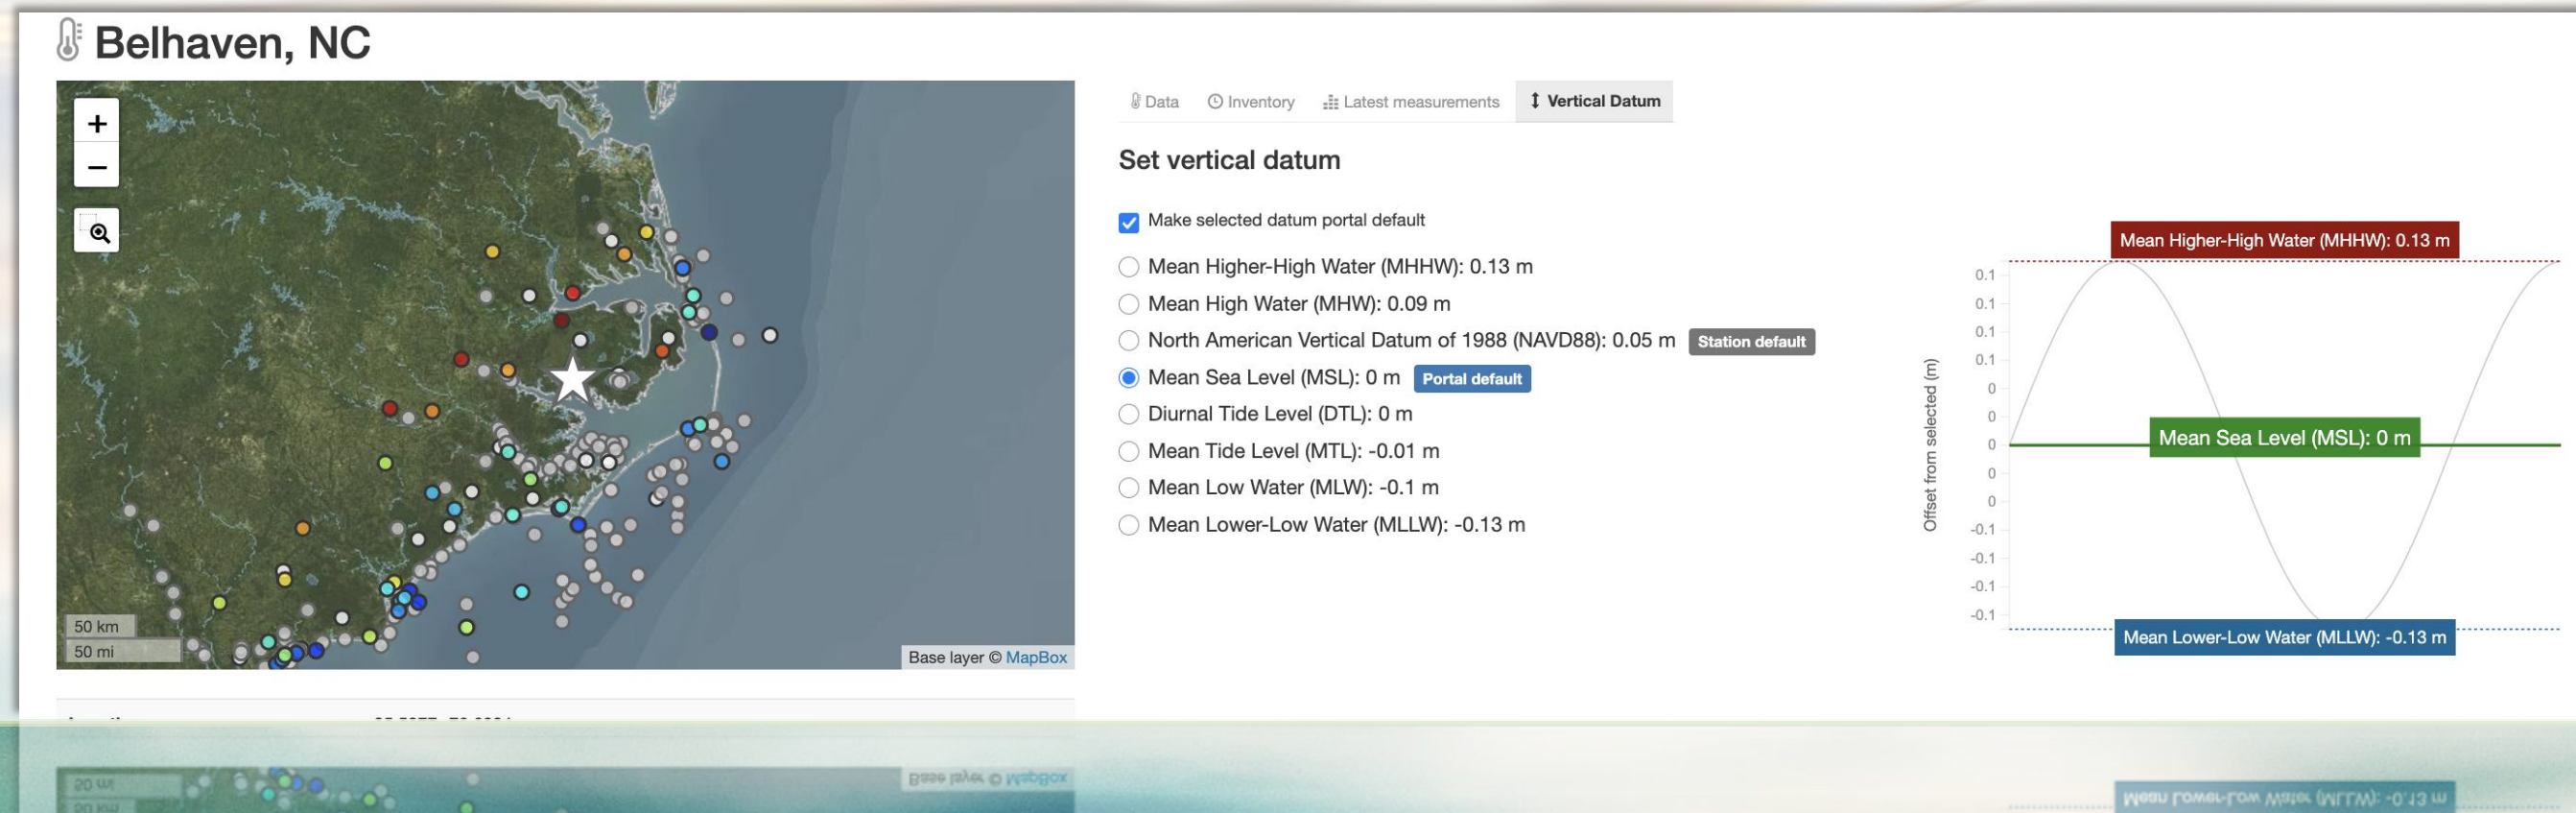 Belhaven, NC
+
−
50 km
50 mi
Base layer © MapBox
Data
Inventory
Latest measurements
Vertical Datum
Set vertical datum
Make selected datum portal default
Mean Higher-High Water (MHHW): 0.13 m
Mean High Water (MHW): 0.09 m
North American Vertical Datum of 1988 (NAVD88): 0.05 m Station default
Mean Sea Level (MSL): 0 m Portal default
Diurnal Tide Level (DTL): 0 m
Mean Tide Level (MTL): -0.01 m
Mean Low Water (MLW): -0.1 m
Mean Lower-Low Water (MLLW): -0.13 m
Offset from selected (m)
Mean Higher-High Water (MHHW): 0.13 m
0.1
0.1
0.1
0.1
0
0
0
0
0
-0.1
-0.1
-0.1
-0.1
Mean Sea Level (MSL): 0 m
Mean Lower-Low Water (MLLW): -0.13 m